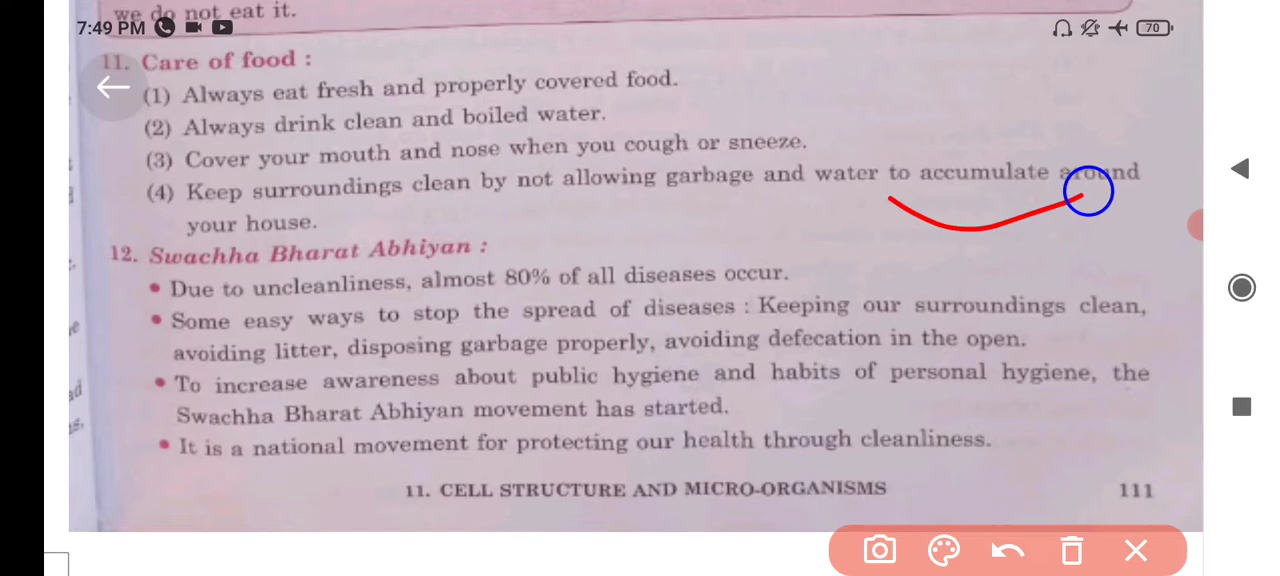 we do not eat it.
7:49 PM
70
11. Care of food :
(1) Always eat fresh and properly covered food.
(2) Always drink clean and boiled water.
(3) Cover your mouth and nose when you cough or sneeze.
(4) Keep surroundings clean by not allowing garbage and water to accumulate around
your house.
12. Swachha Bharat Abhiyan :
• Due to uncleanliness, almost 80% of all diseases occur.
• Some easy ways to stop the spread of diseases : Keeping our surroundings clean,
avoiding litter, disposing garbage properly, avoiding defecation in the open.
• To increase awareness about public hygiene and habits of personal hygiene, the
Swachha Bharat Abhiyan movement has started.
• It is a national movement for protecting our health through cleanliness.
11. CELL STRUCTURE AND MICRO-ORGANISMS 111